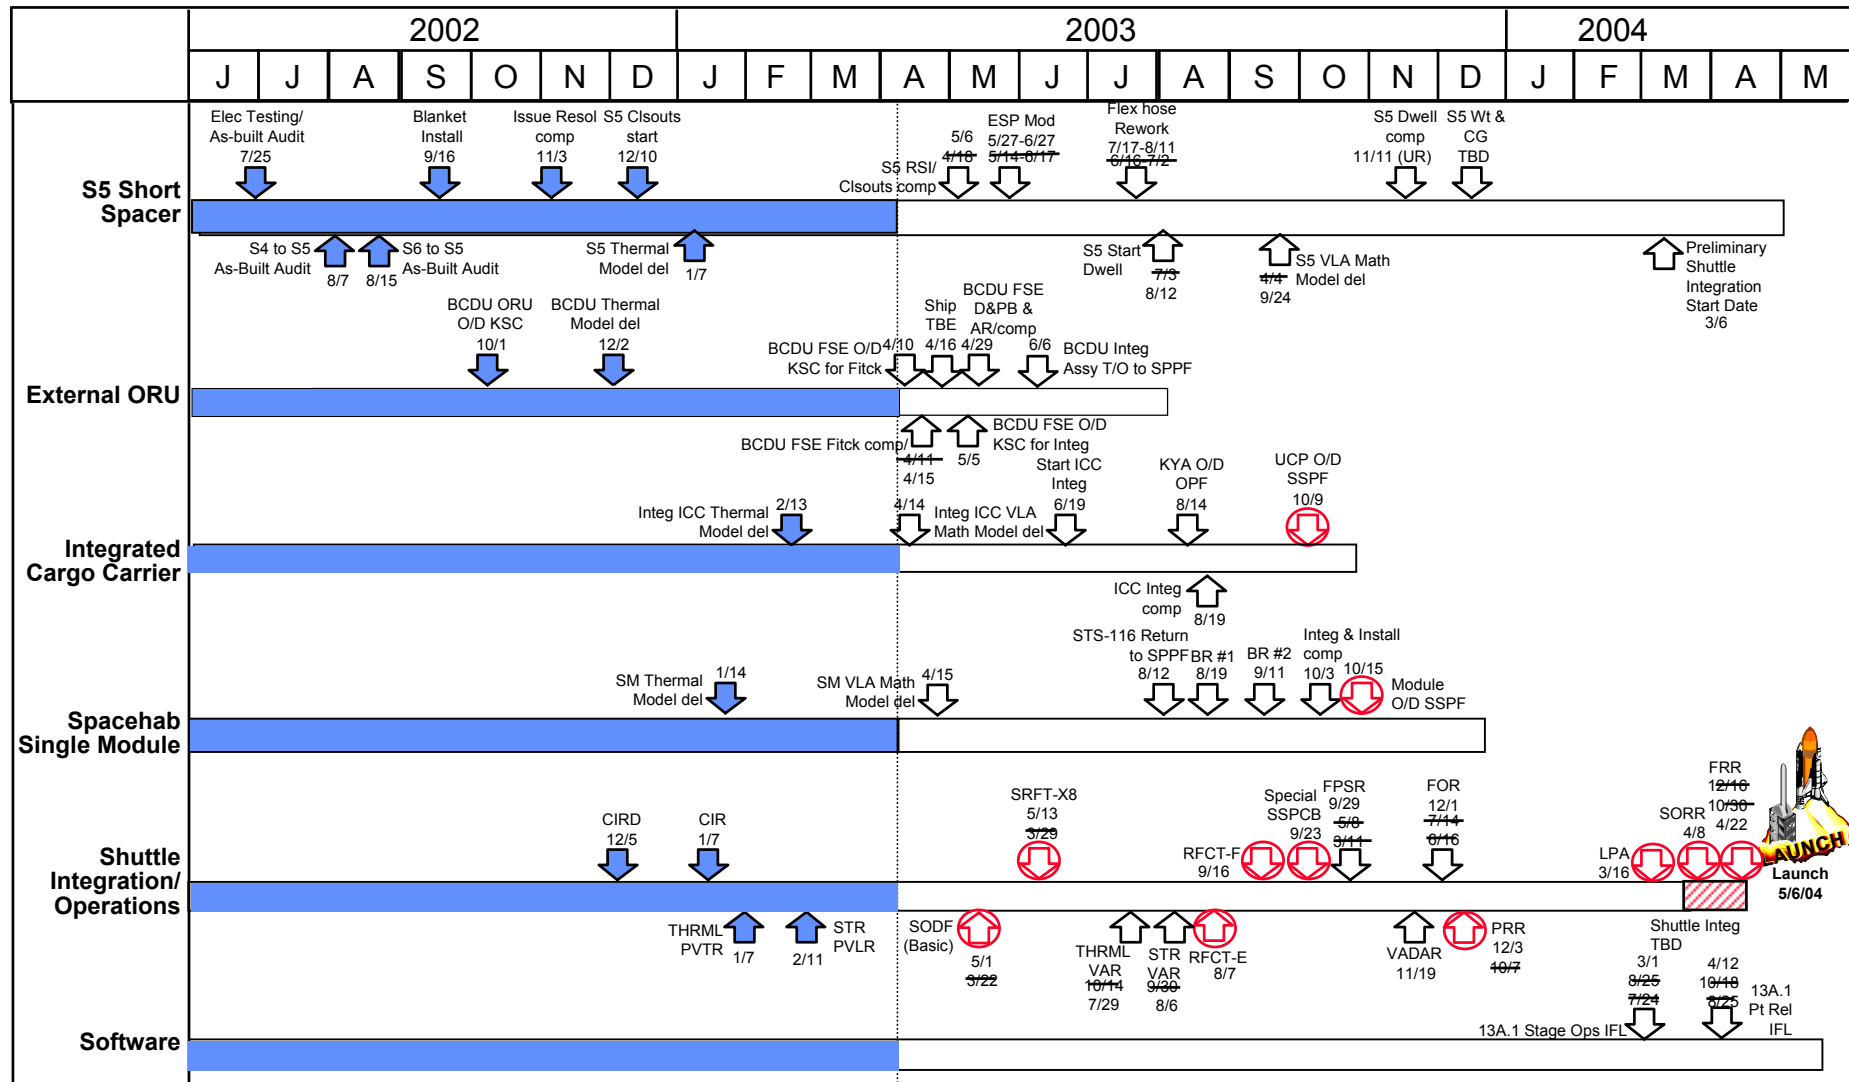 2002
2003
2004
J J A S O N D J F M A M J J A S O N D J F M A M
S5 Short
Spacer
Elec Testing/
As-built Audit
7/25
Blanket
Install
9/16
Issue Resol
comp
11/3
S5 Clsouts
start
12/10
5/6
4/18
S5 RSI/
Clsouts comp
ESP Mod
5/27-6/27
5/14-6/17
Flex hose
Rework
7/17-8/11
6/16-7/2
S5 Dwell
comp
11/11 (UR)
S5 Wt &
CG
TBD
S4 to S5
As-Built Audit
8/7
8/15
S6 to S5
As-Built Audit
S5 Thermal
Model del
1/7
S5 Start
Dwell
7/3
8/12
S5 VLA Math
Model del
4/4
9/24
Preliminary
Shuttle
Integration
Start Date
3/6
External ORU
BCDU ORU
O/D KSC
10/1
BCDU Thermal
Model del
12/2
BCDU FSE O/D
KSC for Fitck
4/10
Ship
TBE
4/16
BCDU FSE
D&PB &
AR/comp
4/29
6/6
BCDU Integ
Assy T/O to SPPF
BCDU FSE Fitck comp/
4/11
4/15
5/5
BCDU FSE O/D
KSC for Integ
Integrated
Cargo Carrier
Integ ICC Thermal
Model del
2/13
4/14
Integ ICC VLA
Math Model del
Start ICC
Integ
6/19
KYA O/D
OPF
8/14
UCP O/D
SSPF
10/9
ICC Integ
comp
8/19
Spacehab
Single Module
SM Thermal
Model del
1/14
SM VLA Math
Model del
4/15
STS-116 Return
to SPPF
8/12
BR #1
8/19
BR #2
9/11
Integ & Install
comp
10/3
10/15
Module
O/D SSPF
Shuttle
Integration/
Operations
CIRD
12/5
CIR
1/7
SRFT-X8
5/13
3/29
RFCT-F
9/16
Special
SSPCB
9/23
FPSR
9/29
5/8
3/11
FOR
12/1
7/14
6/16
LPA
3/16
SORR
4/8
FRR
12/16
10/30
4/22
LAUNCH!
Launch
5/6/04
THRML
PVTR
1/7
2/11
STR
PVLR
SODF
(Basic)
5/1
3/22
THRML
VAR
10/14
7/29
STR
VAR
9/30
8/6
RFCT-E
8/7
VADAR
11/19
PRR
12/3
10/7
Shuttle Integ
TBD
Software
3/1
8/25
7/24
13A.1 Stage Ops IFL
4/12
10/18
8/25
13A.1
Pt Rel
IFL